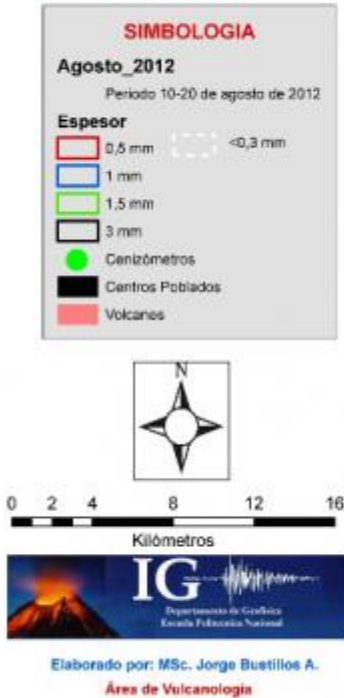 SIMBOLOGIA
Agosto_2012
Periodo 10-20 de agosto de 2012
Espesor
0,5 mm <0,3 mm
1 mm
1,5 mm
3 mm
Cenizómetros
Centros Poblados
Volcanes
N
0 2 4 8 12 16
Kilómetros
IG
Departamento de Geofísica
Escuela Politecnica Nacional
Elaborado por: MSc. Jorge Bustillos A.
Área de Vulcanología